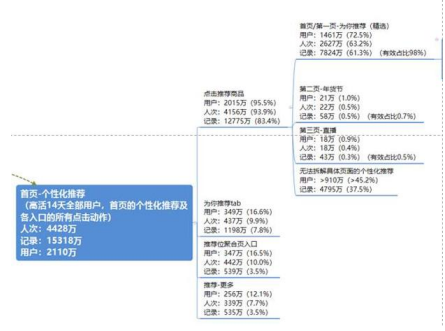 首页/第一页-为你推荐（精选）
用户：1461万（72.5%）
人次：2627万（63.2%）
记录：7824万（61.3%）（有效占比98%）
点击推荐商品
用户：2015万（95.5%）
人次：4156万（93.9%）
记录：12775万（83.4%）
第二页-年货节
用户：21万（1.0%）
人次：22万（0.5%）
记录：58万（0.5%）（有效占比0.7%）
第三页-直播
用户：18万（0.9%）
人次：18万（0.4%）
记录：43万（0.3%）（有效占比0.5%）
无法拆解具体页面的个性化推荐
用户：>910万（>45.2%）
记录：4795万（37.5%）
首页-个性化推荐
（高活14天全部用户，首页的个性化推荐及
各入口的所有点击动作）
人次：4428万
记录：15318万
用户：2110万
为你推荐tab
用户：349万（16.6%）
人次：437万（9.9%）
记录：1198万（7.8%）
推荐位聚合页入口
用户：347万（16.5%）
人次：442万（10.0%）
记录：539万（3.5%）
推荐-更多
用户：256万（12.1%）
人次：339万（7.7%）
记录：535万（3.5%）